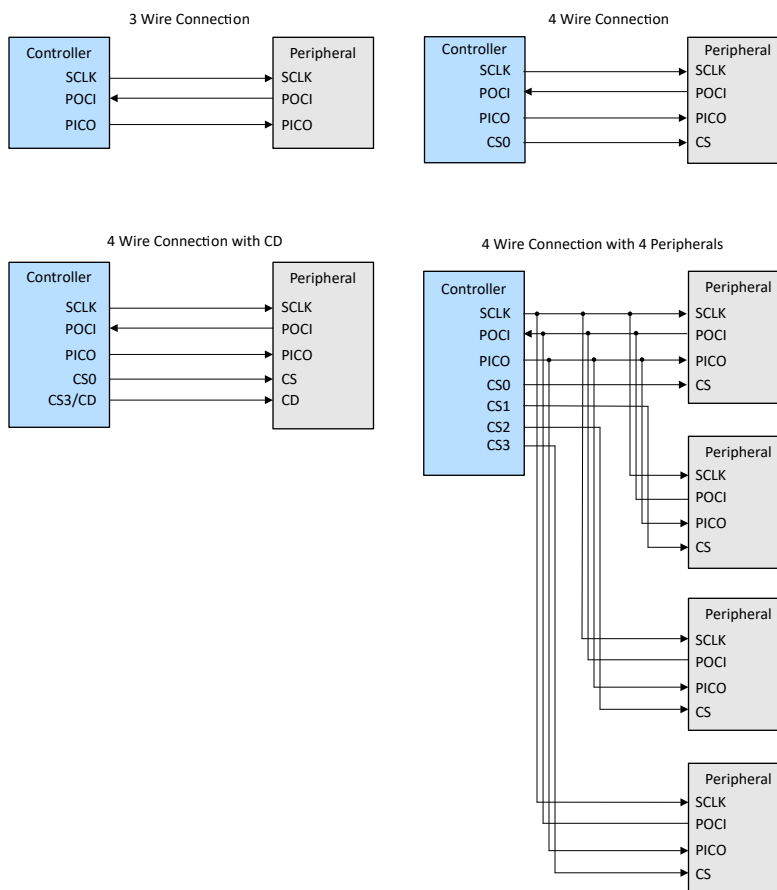 3 Wire Connection
Controller
SCLK
POCI
PICO
Peripheral
SCLK
POCI
PICO
4 Wire Connection
Controller
SCLK
POCI
PICO
CS0
Peripheral
SCLK
POCI
PICO
CS
4 Wire Connection with CD
Controller
SCLK
POCI
PICO
CS0
CS3/CD
Peripheral
SCLK
POCI
PICO
CS
CD
4 Wire Connection with 4 Peripherals
Controller
SCLK
POCI
PICO
CS0
CS1
CS2
CS3
Peripheral
SCLK
POCI
PICO
CS
Peripheral
SCLK
POCI
PICO
CS
Peripheral
SCLK
POCI
PICO
CS
Peripheral
SCLK
POCI
PICO
CS